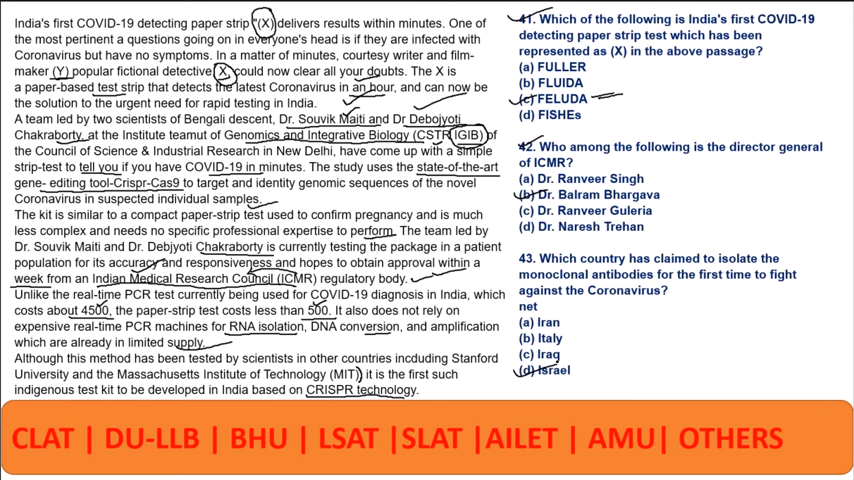 India's first COVID-19 detecting paper strip "(X) delivers results within minutes. One of
the most pertinent a questions going on in everyone's head is if they are infected with
Coronavirus but have no symptoms. In a matter of minutes, courtesy writer and film-
maker (Y) popular fictional detective X, could now clear all your doubts. The X is
a paper-based test strip that detects the latest Coronavirus in an hour, and can now be
the solution to the urgent need for rapid testing in India.
A team led by two scientists of Bengali descent, Dr. Souvik Maiti and Dr Debojyoti
Chakraborty, at the Institute teamut of Genomics and Integrative Biology (CSTR IGIB) of
the Council of Science & Industrial Research in New Delhi, have come up with a simple
strip-test to tell you if you have COVID-19 in minutes. The study uses the state-of-the-art
gene- editing tool-Crispr-Cas9 to target and identity genomic sequences of the novel
Coronavirus in suspected individual samples.
The kit is similar to a compact paper-strip test used to confirm pregnancy and is much
less complex and needs no specific professional expertise to perform. The team led by
Dr. Souvik Maiti and Dr. Debjyoti Chakraborty is currently testing the package in a patient
population for its accuracy and responsiveness and hopes to obtain approval within a
week from an Indian Medical Research Council (ICMR) regulatory body.
Unlike the real-time PCR test currently being used for COVID-19 diagnosis in India, which
costs about 4500, the paper-strip test costs less than 500. It also does not rely on
expensive real-time PCR machines for RNA isolation, DNA conversion, and amplification
which are already in limited supply.
Although this method has been tested by scientists in other countries incduding Stanford
University and the Massachusetts Institute of Technology (MIT), it is the first such
indigenous test kit to be developed in India based on CRISPR technology.
41. Which of the following is India's first COVID-19
detecting paper strip test which has been
represented as (X) in the above passage?
(a) FULLER
(b) FLUIDA
(c) FELUDA
(d) FISHEs
42. Who among the following is the director general
of ICMR?
(a) Dr. Ranveer Singh
(b) Dr. Balram Bhargava
(c) Dr. Ranveer Guleria
(d) Dr. Naresh Trehan
43. Which country has claimed to isolate the
monoclonal antibodies for the first time to fight
against the Coronavirus?
net
(a) Iran
(b) Italy
(c) Iraq
(d) Israel
CLAT | DU-LLB | BHU | LSAT |SLAT |AILET | AMU| OTHERS